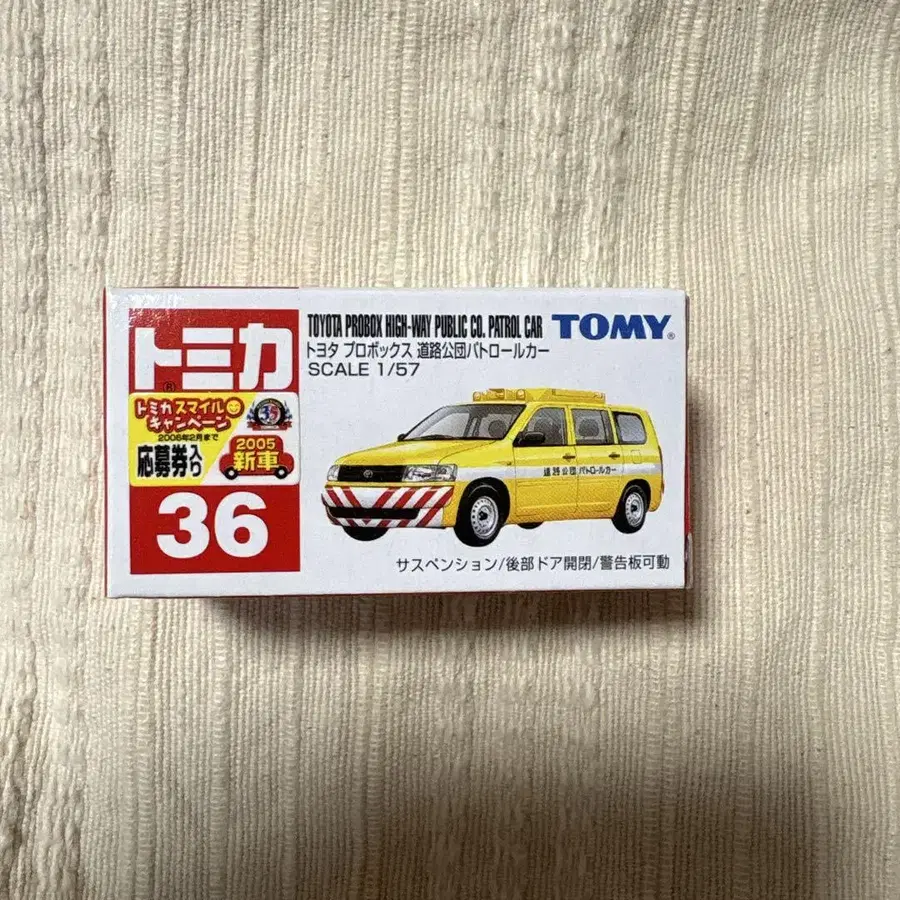 トミカ
®
トミカスマイル
キャンペーン
2006年2月まで
応募券入り
35
2005
新車
36
TOYOTA PROBOX HIGH-WAY PUBLIC CO. PATROL CAR
TOMY®
トヨタ プロボックス 道路公団パトロールカー
SCALE 1/57
道路公団 パトロールカー
サスペンション/後部ドア開閉/警告板可動